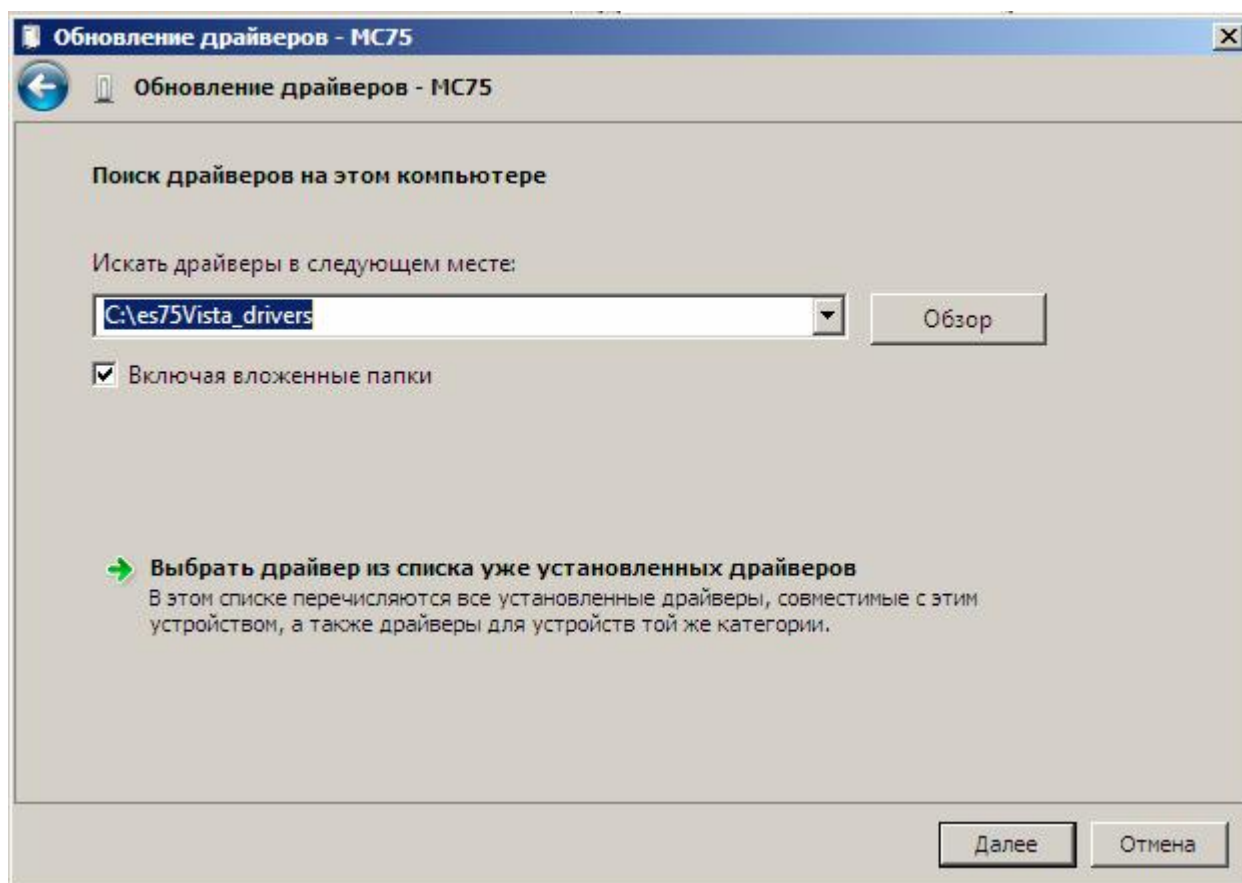 Обновление драйверов - MC75
Обновление драйверов - MC75
Поиск драйверов на этом компьютере
Искать драйверы в следующем месте:
C:\es75Vista_drivers
Обзор
Включая вложенные папки
Выбрать драйвер из списка уже установленных драйверов
В этом списке перечисляются все установленные драйверы, совместимые с этим
устройством, а также драйверы для устройств той же категории.
Далее
Отмена